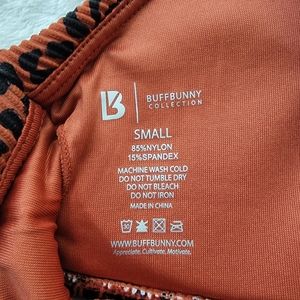 B
BUFFBUNNY
COLLECTION
SMALL
85%NYLON
15%SPANDEX
MACHINE WASH COLD
DO NOT TUMBLE DRY
DO NOT BLEACH
DO NOT IRON
MADE IN CHINA
WWW.BUFFBUNNY.COM
Appreciate. Cultivate. Motivate.